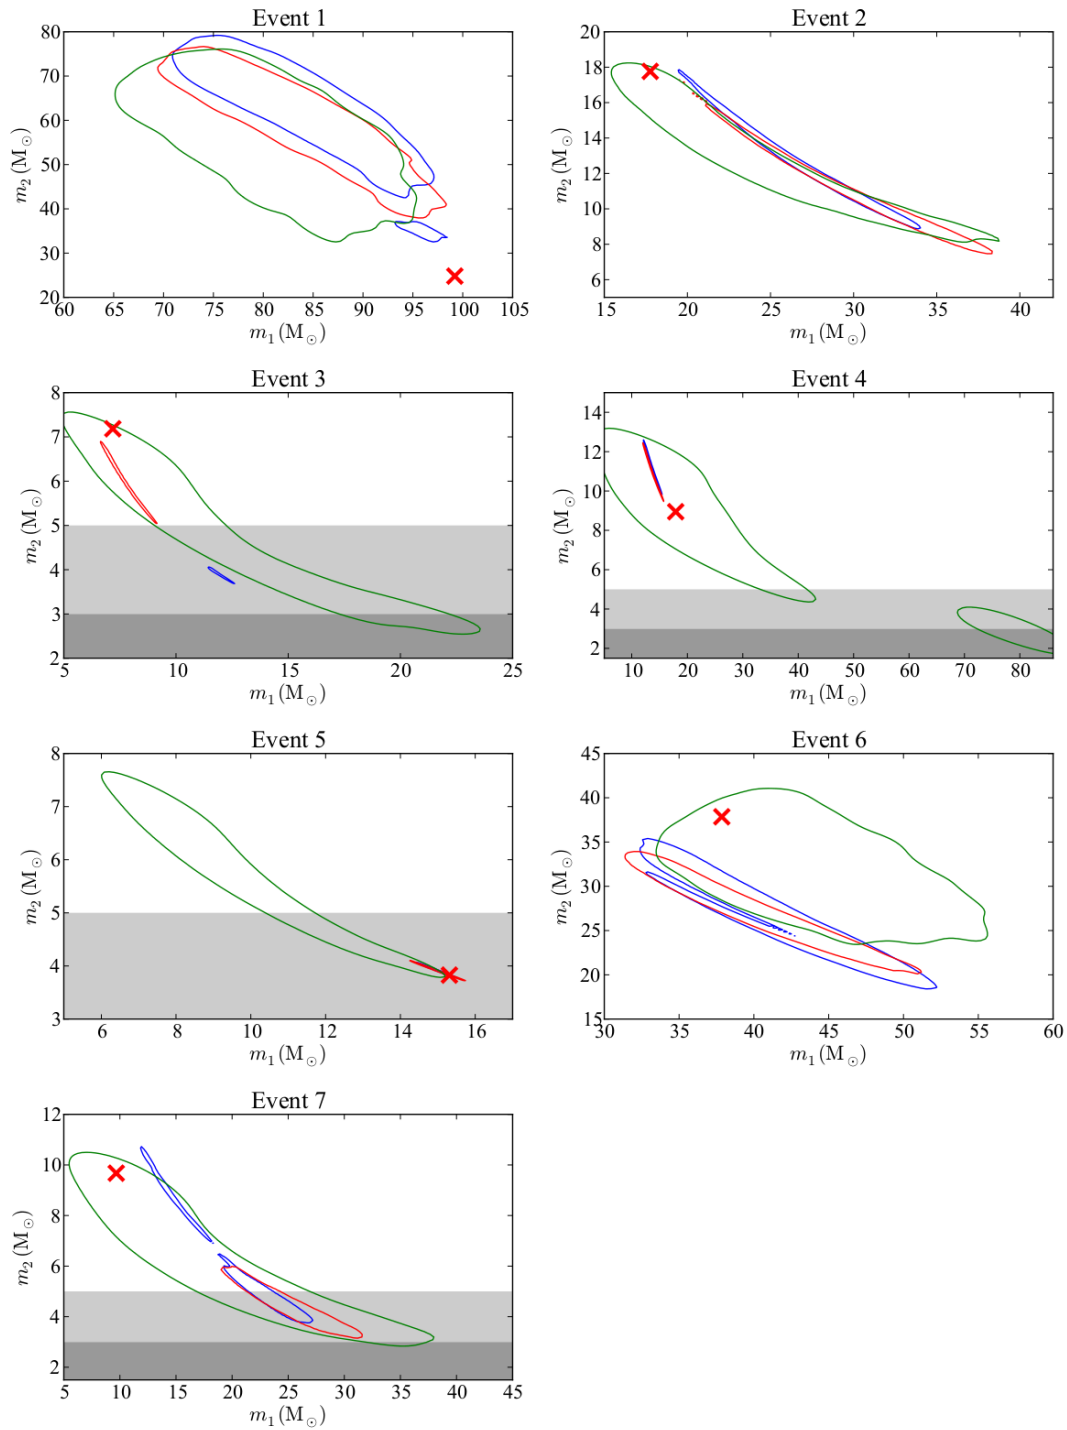 Event 1
80
70
60
50
40
30
20
60 65 70 75 80 85 90 95 100 105
m₂ (M⊙)
m₁ (M⊙)
Event 2
20
18
16
14
12
10
8
6
15 20 25 30 35 40
m₂ (M⊙)
m₁ (M⊙)
Event 3
8
7
6
5
4
3
2
5 10 15 20 25
m₂ (M⊙)
m₁ (M⊙)
Event 4
14
12
10
8
6
4
2
10 20 30 40 50 60 70 80
m₂ (M⊙)
m₁ (M⊙)
Event 5
8
7
6
5
4
3
6 8 10 12 14 16
m₂ (M⊙)
m₁ (M⊙)
Event 6
45
40
35
30
25
20
15
30 35 40 45 50 55 60
m₂ (M⊙)
m₁ (M⊙)
Event 7
12
10
8
6
4
2
5 10 15 20 25 30 35 40 45
m₂ (M⊙)
m₁ (M⊙)